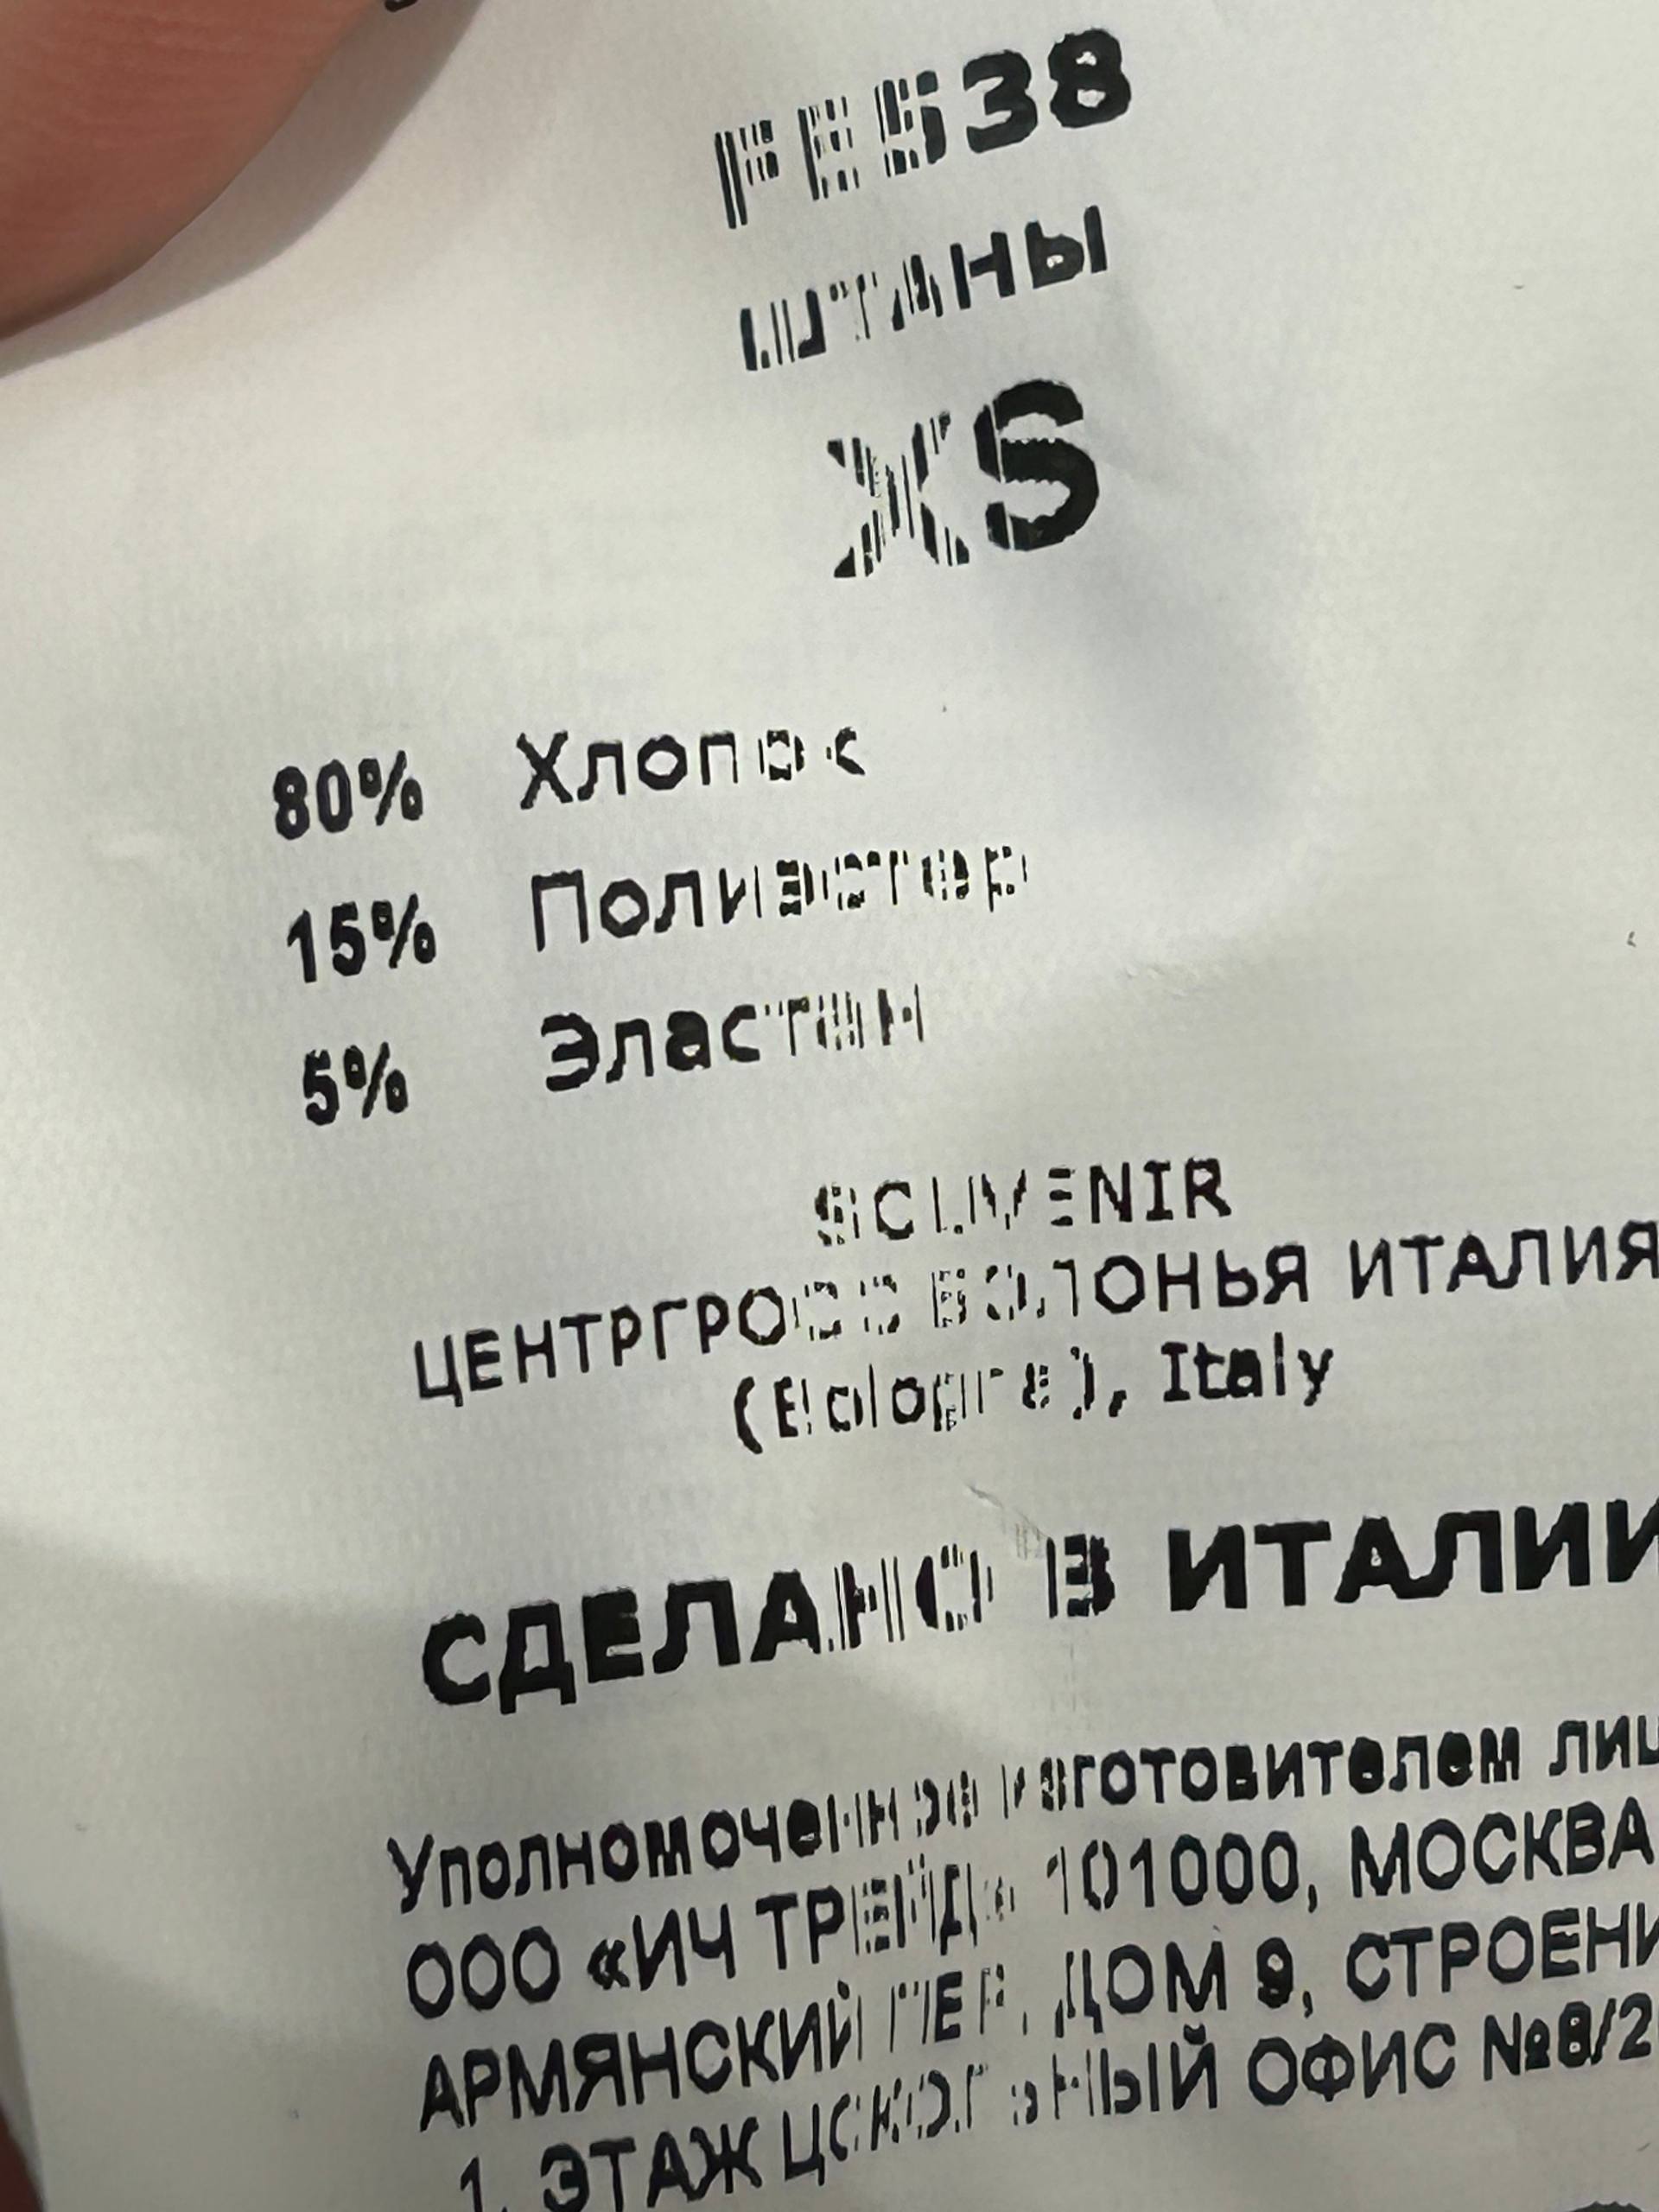 FE538
ШТАНЫ
XS
80% Хлопок
15% Полиэстер
5% Эластан
SOUVENIR
ЦЕНТРГРОСС БОЛОНЬЯ ИТАЛИЯ
(Bologna), Italy
СДЕЛАНО В ИТАЛИИ
Уполномоченное изготовителем лиц
ООО «ИЧ ТРЕЙД» 101000, МОСКВА
АРМЯНСКИЙ ПЕР, ДОМ 9, СТРОЕНИ
1, ЭТАЖ ЦОКОЛЬНЫЙ ОФИС №8/2